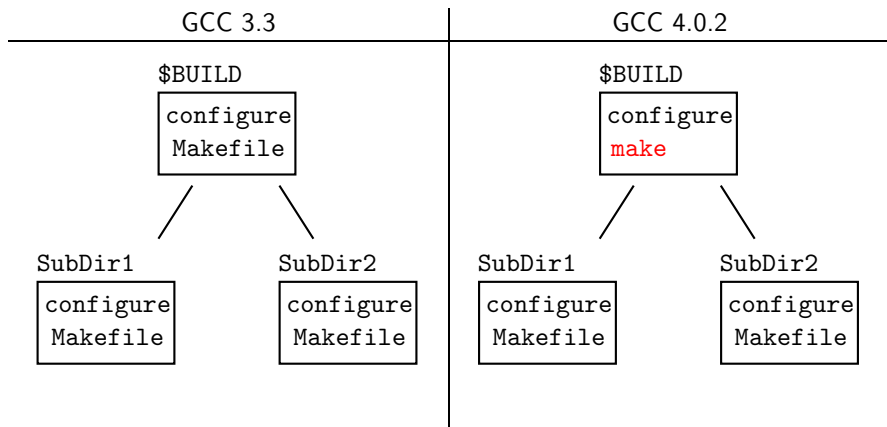 GCC 3.3
$BUILD
configure
Makefile
SubDir1
configure
Makefile
SubDir2
configure
Makefile
GCC 4.0.2
$BUILD
configure
make
SubDir1
configure
Makefile
SubDir2
configure
Makefile